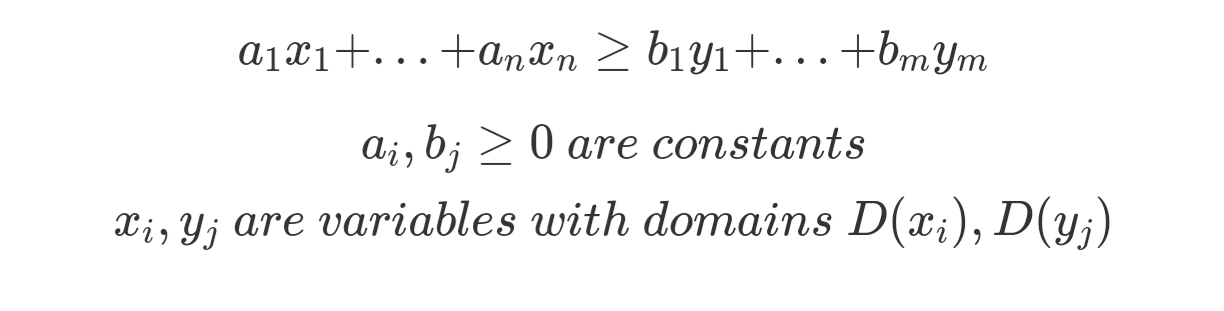 a₁x₁+...+aₙxₙ ≥ b₁y₁+...+bₘyₘ
aᵢ, bⱼ ≥ 0 are constants
xᵢ, yⱼ are variables with domains D(xᵢ), D(yⱼ)